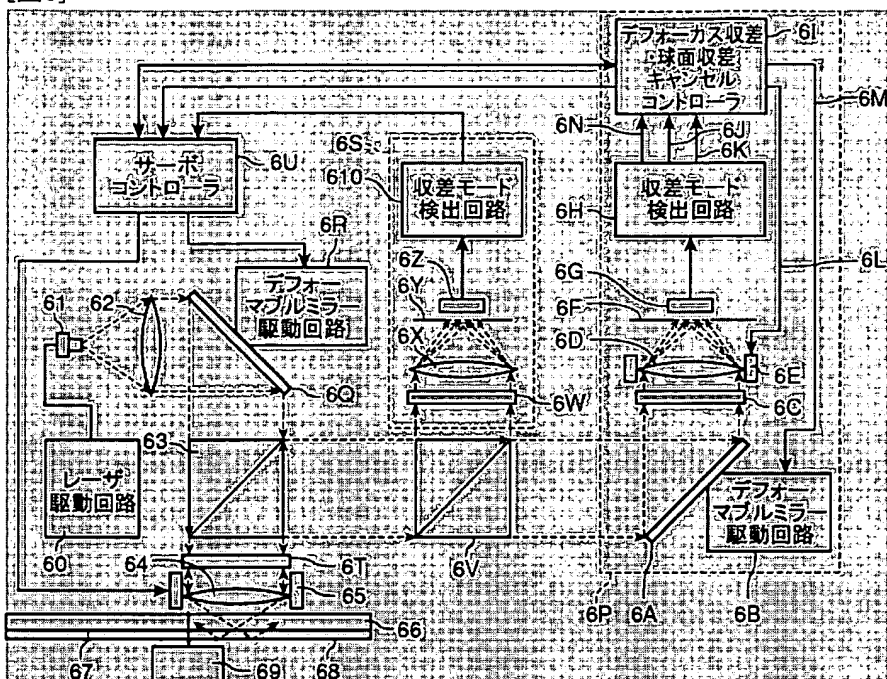 デフォーカス収差
・球面収差
キャンセル
コントローラ
6I
6M
6N
6J
6K
6S
サーボ
コントローラ
6U
610
収差モード
検出回路
6H
収差モード
検出回路
6R
6L
デフォー
マブルミラー
駆動回路
6Z
6Y
6G
6F
61
62
6X
6D
6E
6Q
6W
6C
63
レーザ
駆動回路
60
デフォー
マブルミラー
駆動回路
64
6T
6V
65
6P
6A
6B
66
67
69
68